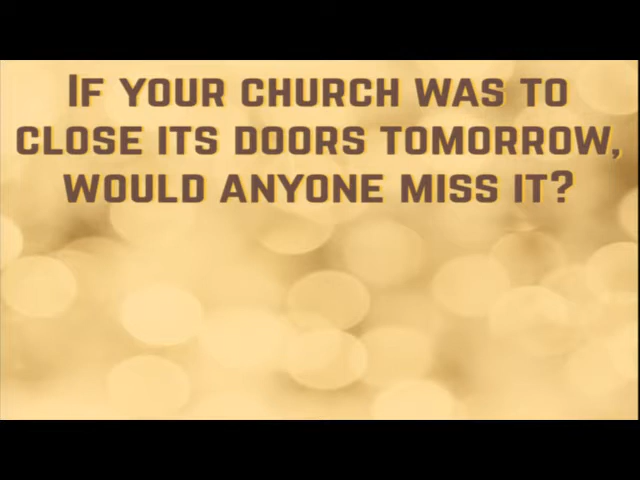 If your church was to
close its doors tomorrow,
would anyone miss it?